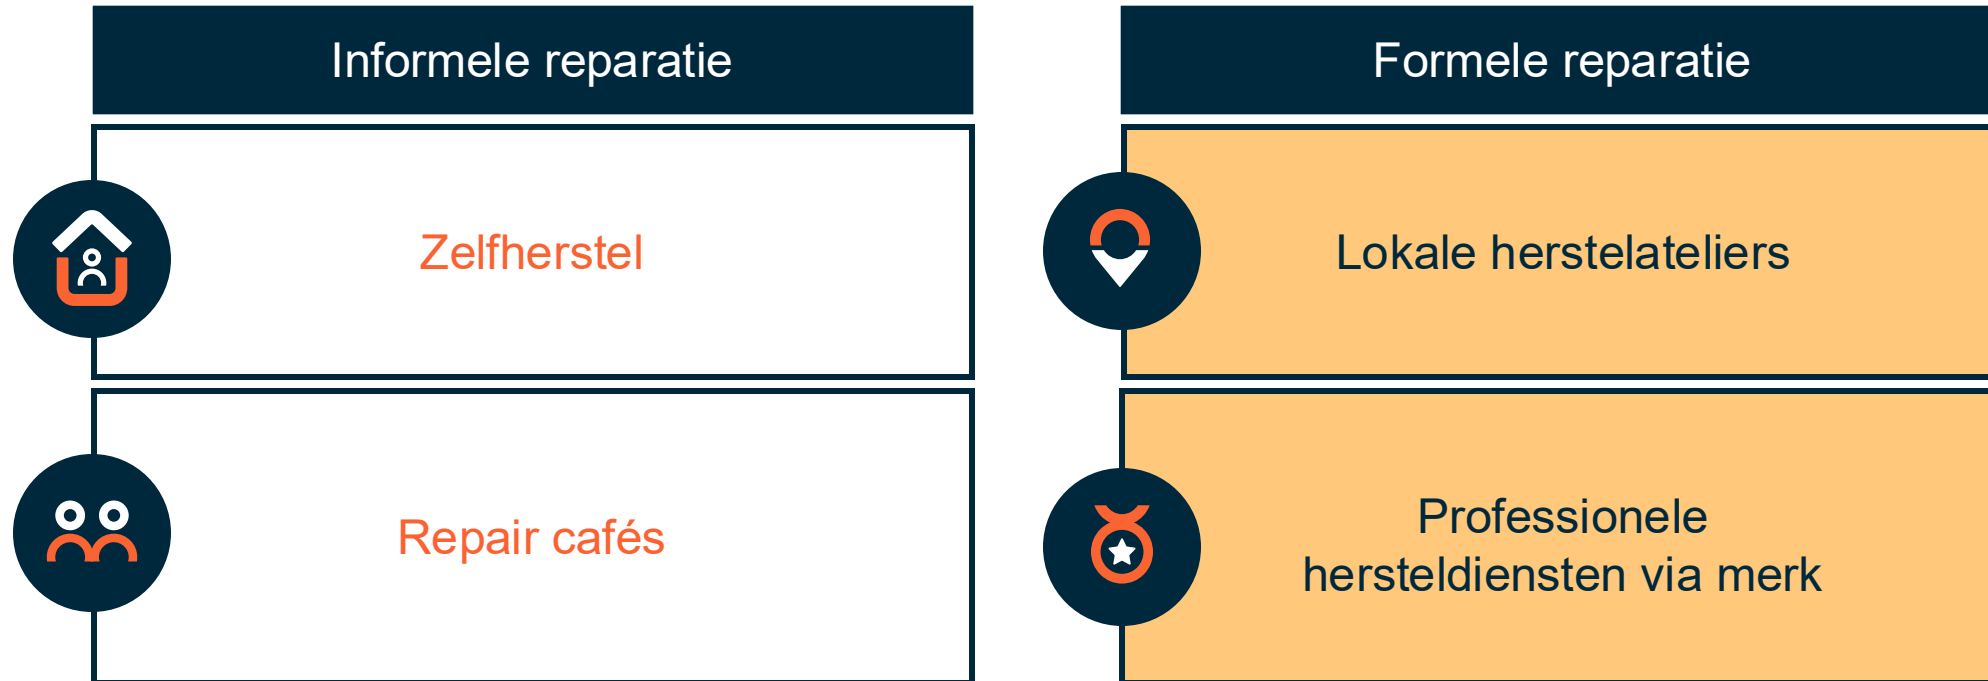 Informele reparatie
Zelfherstel
Repair cafés
Formele reparatie
Lokale herstelateliers
Professionele
hersteldiensten via merk